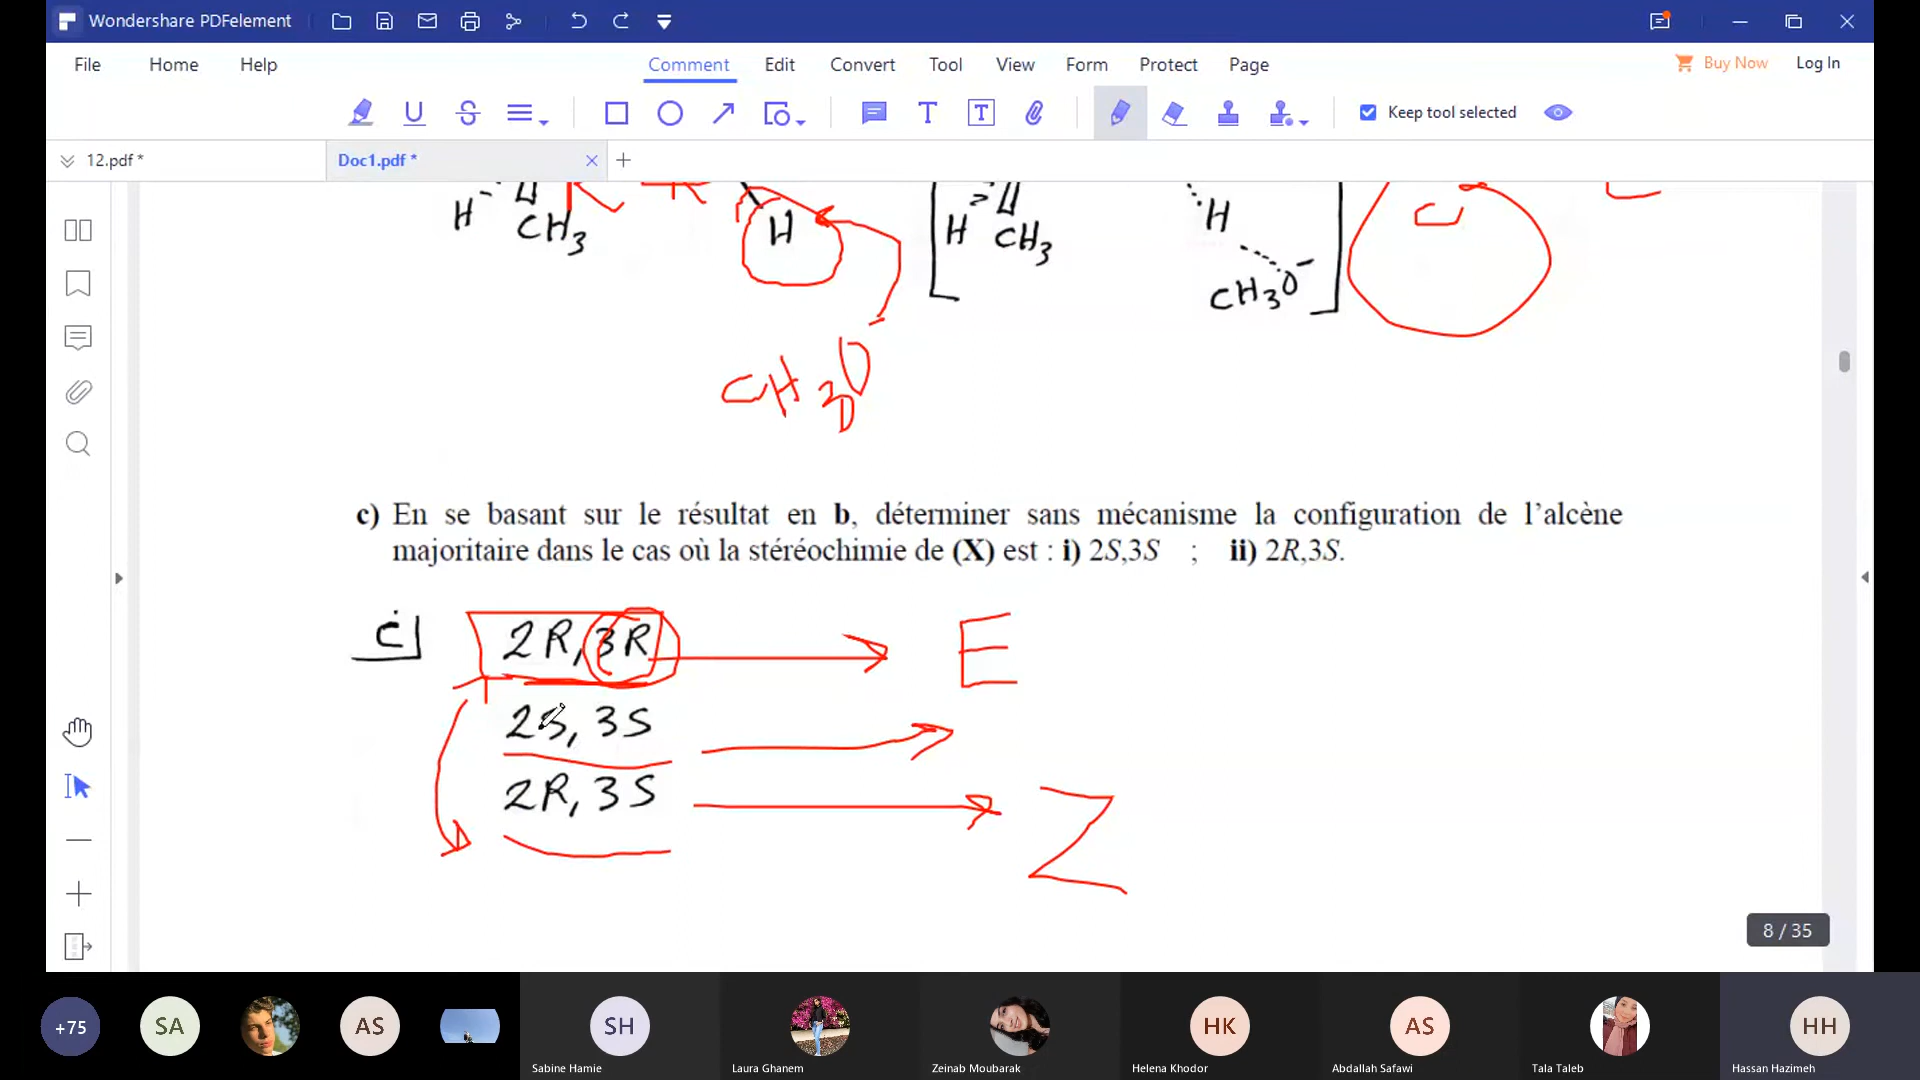 Wondershare PDFelement
File Home Help Comment Edit Convert Tool View Form Protect Page Buy Now Log In
Keep tool selected
12.pdf * Doc1.pdf *
H CH3 H H CH3 H
CH3O−
CH3O
c) En se basant sur le résultat en b, déterminer sans mécanisme la configuration de l’alcène
majoritaire dans le cas où la stéréochimie de (X) est : i) 2S,3S ; ii) 2R,3S.
c 2R, 3R E
2S, 3S
2R, 3S Z
8 / 35
+75 SA AS SH HK AS HH
Sabine Hamie Laura Ghanem Zeinab Moubarak Helena Khodor Abdallah Safawi Tala Taleb Hassan Hazimeh